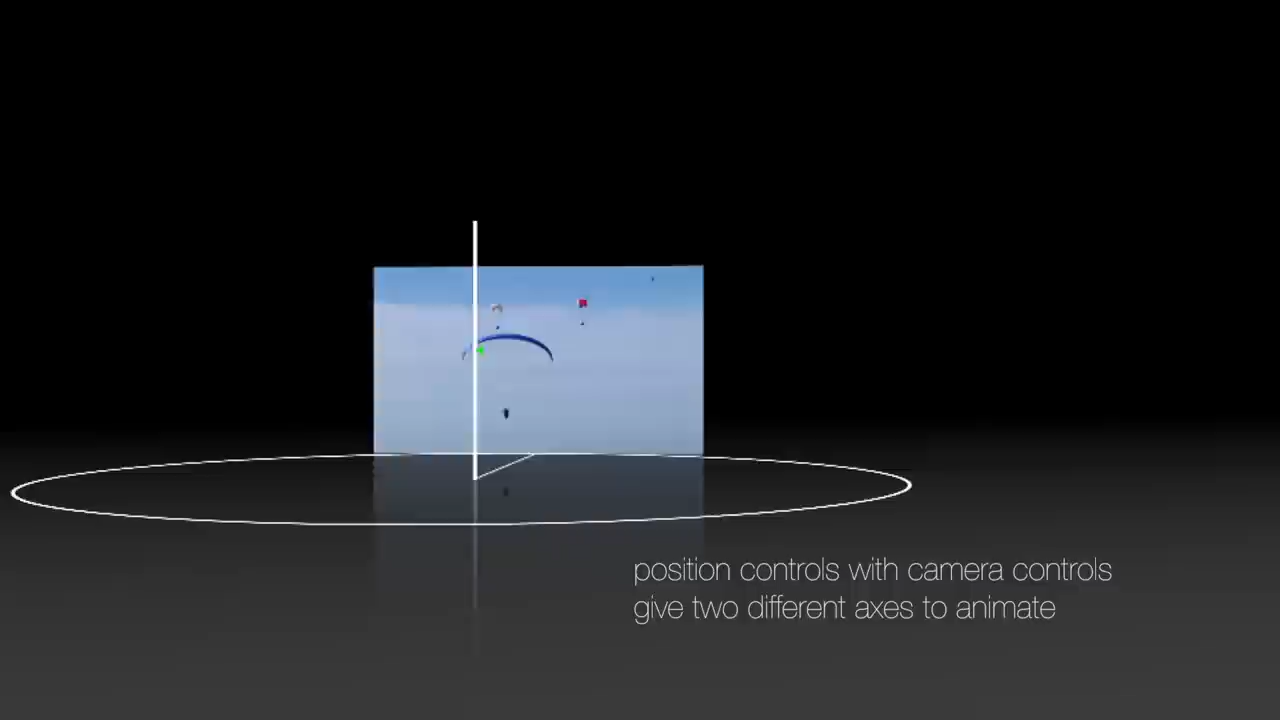 position controls with camera controls
give two different axes to animate